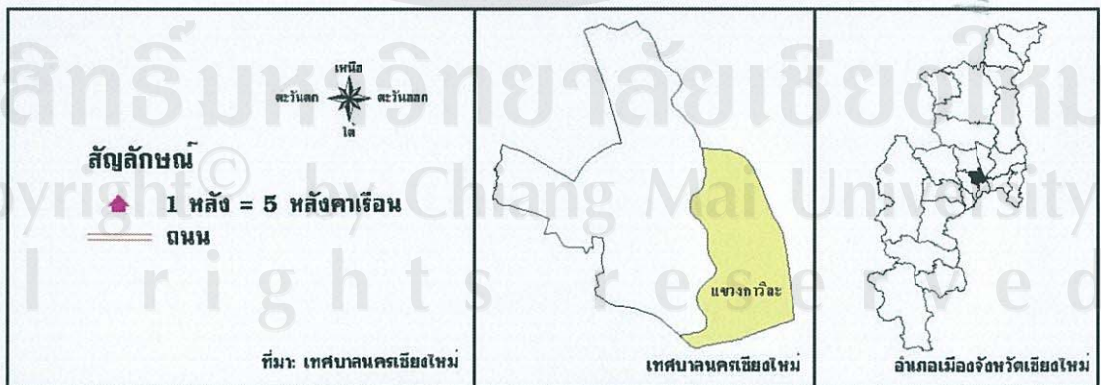 สิทธิ์มหาวิทยาลัยเชียงใหม่
pyright© by Chiang Mai University
l rights reserved
เหนือ
ตะวันตก ตะวันออก
ใต้
สัญลักษณ์
1 หลัง = 5 หลังคาเรือน
ถนน
ที่มา: เทศบาลนครเชียงใหม่
แขวงกาวิละ
เทศบาลนครเชียงใหม่
อำเภอเมืองจังหวัดเชียงใหม่